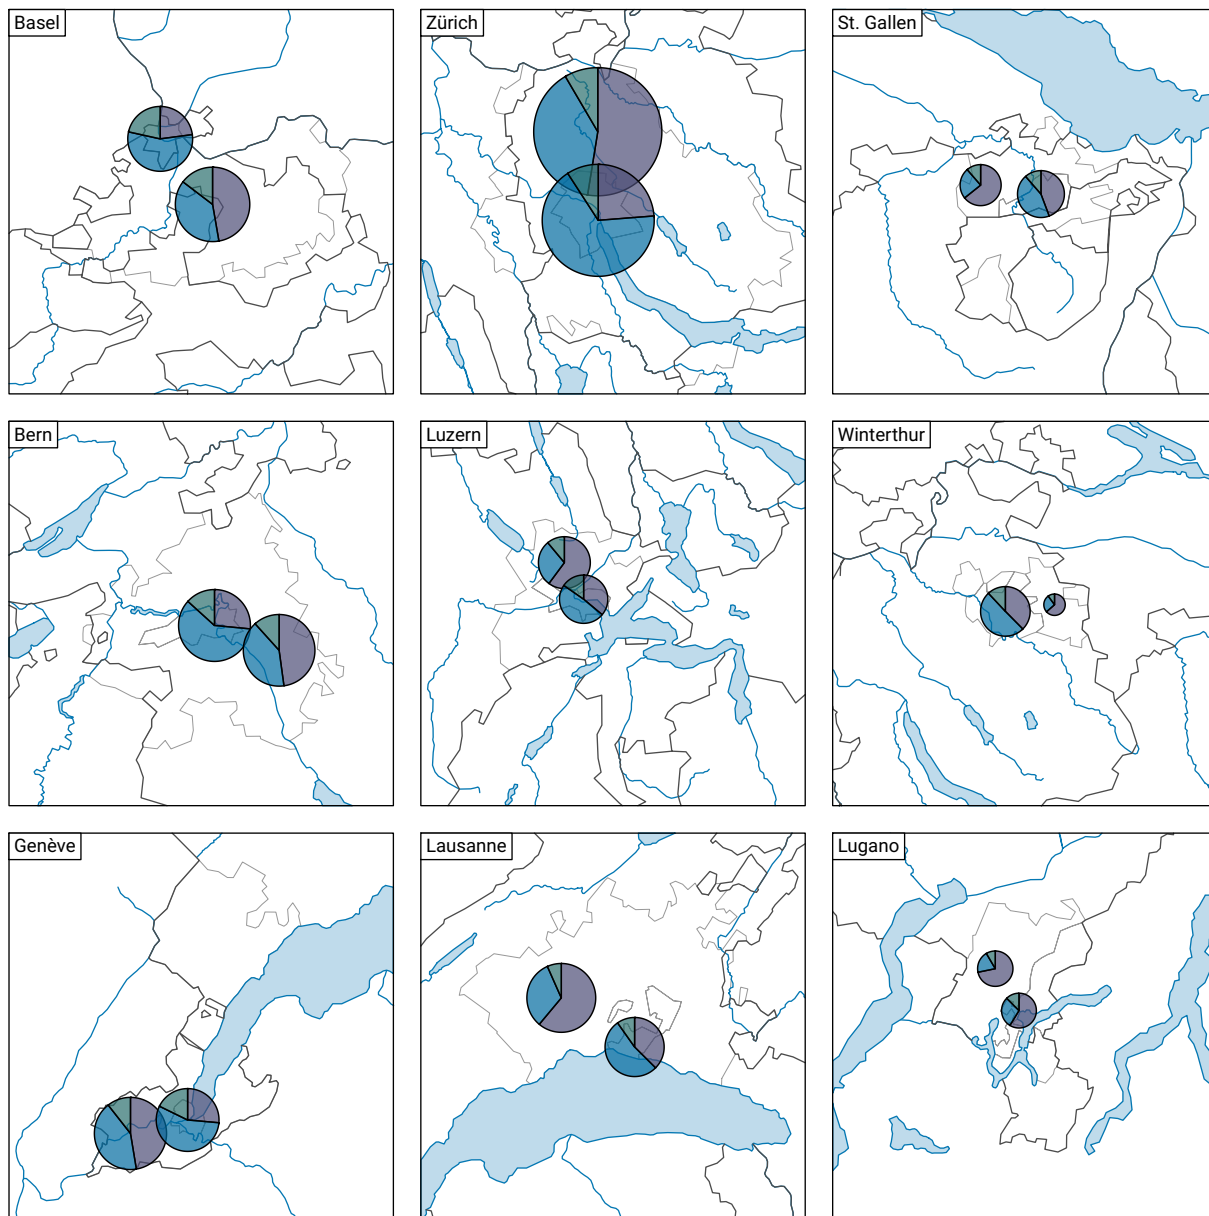 Basel
Zürich
St. Gallen
Bern
Luzern
Winterthur
Genève
Lausanne
Lugano